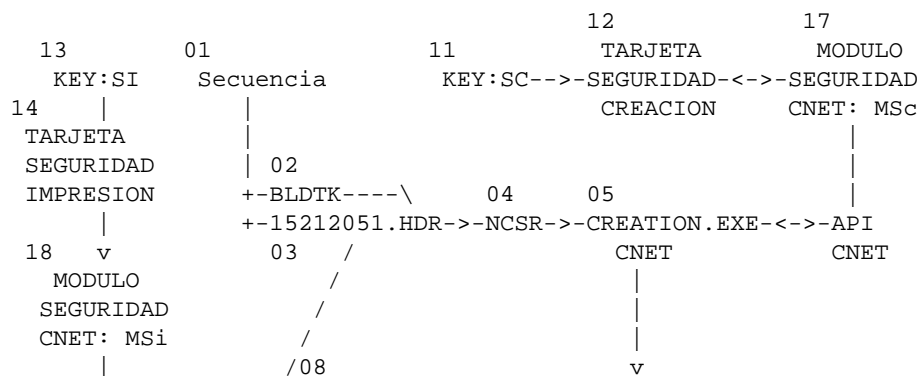 12              17
  13       01                11      TARJETA         MODULO
   KEY:SI   Secuencia        KEY:SC-->-SEGURIDAD-<->-SEGURIDAD
14    |        |                      CREACION       CNET: MSc
 TARJETA       |                                         |
 SEGURIDAD     | 02                                      |
 IMPRESION     +-BLDTK----\     04     05                |
      |        +-15212051.HDR->-NCSR->-CREATION.EXE-<->-API
 18   v          03    /                 CNET           CNET
   MODULO             /                    |
  SEGURIDAD          /                     |
  CNET: MSi         /                      |
      |            /08                     v